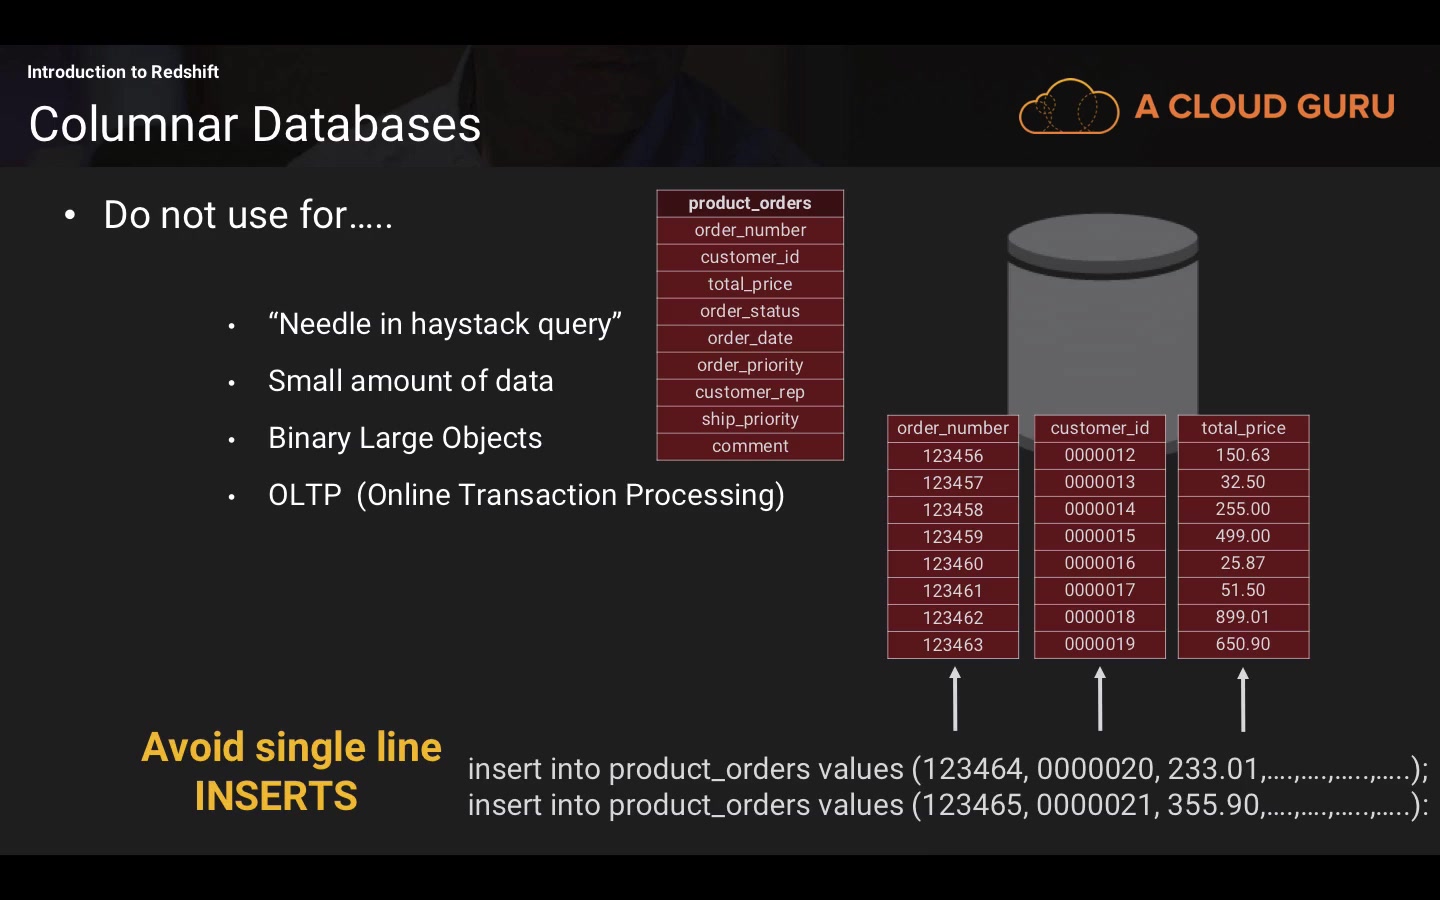 Introduction to Redshift
Columnar Databases
A CLOUD GURU
• Do not use for.....
• “Needle in haystack query”
• Small amount of data
• Binary Large Objects
• OLTP (Online Transaction Processing)
product_orders
order_number
customer_id
total_price
order_status
order_date
order_priority
customer_rep
ship_priority
comment
order_number customer_id total_price
123456 0000012 150.63
123457 0000013 32.50
123458 0000014 255.00
123459 0000015 499.00
123460 0000016 25.87
123461 0000017 51.50
123462 0000018 899.01
123463 0000019 650.90
Avoid single line
INSERTS
insert into product_orders values (123464, 0000020, 233.01,....,....,.....,.....);
insert into product_orders values (123465, 0000021, 355.90,....,....,.....,.....):